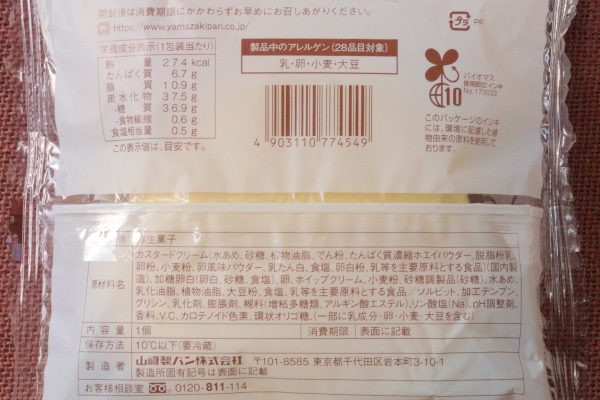 開封後は消費期限にかかわらずお早めにお召しあがりください。
www.yamazakipan.co.jp/
栄養成分表示(1包装当たり)
熱量 274 kcal
たんぱく質 6.7 g
脂質 10.9 g
炭水化物 37.5 g
-糖質 36.9 g
-食物繊維 0.6 g
食塩相当量 0.5 g
この表示値は、目安です。
製品中のアレルゲン(28品目対象)
乳・卵・小麦・大豆
4903110774549
プラ PP
バイオマス
使用部位:インキ
No.170033
10
このパッケージのインキ
には、環境に配慮した植
物由来の原料を使用して
おります。
生菓子
原材料名
カスタードクリーム(水あめ、砂糖、植物油脂、でん粉、たんぱく質濃縮ホエイパウダー、脱脂粉乳、
卵粉、小麦粉、卵風味パウダー、乳たん白、食塩、卵白粉、乳等を主要原料とする食品)(国内製
造)、加糖卵白(卵白、砂糖、食塩)、卵、ホイップクリーム、小麦粉、砂糖調製品(砂糖)、水あめ、
乳化油脂、植物油脂、大豆粉、食塩、乳等を主要原料とする食品/ソルビット、加工デンプン、
グリシン、乳化剤、膨脹剤、糊料(増粘多糖類、アルギン酸エステル)、リン酸塩(Na)、pH調整剤、
香料、V.C、カロテノイド色素、環状オリゴ糖、(一部に乳成分・卵・小麦・大豆を含む)
内容量 1個 消費期限 表面に記載
保存方法 10℃以下(要冷蔵)
製造者 山崎製パン株式会社 〒101-8585 東京都千代田区岩本町3-10-1
製造所固有記号は表面に記載
お客様相談室 0120-811-114